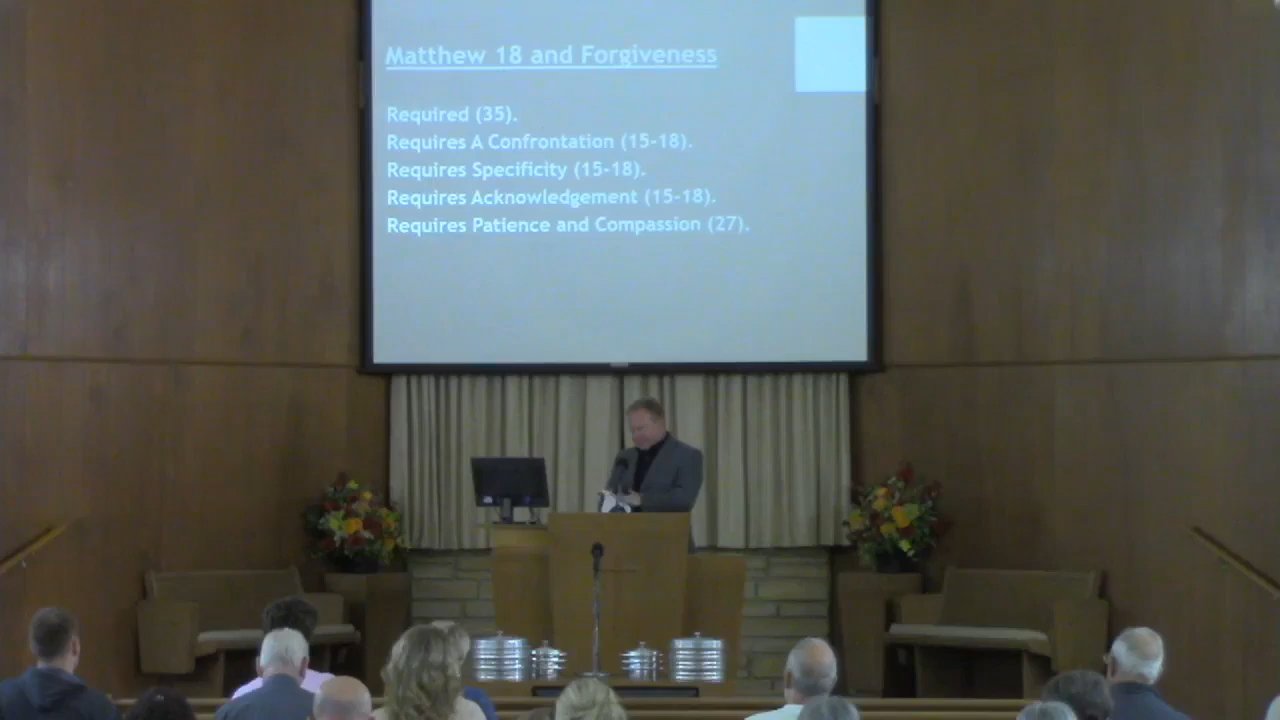 Matthew 18 and Forgiveness
Required (35).
Requires A Confrontation (15-18).
Requires Specificity (15-18).
Requires Acknowledgement (15-18).
Requires Patience and Compassion (27).